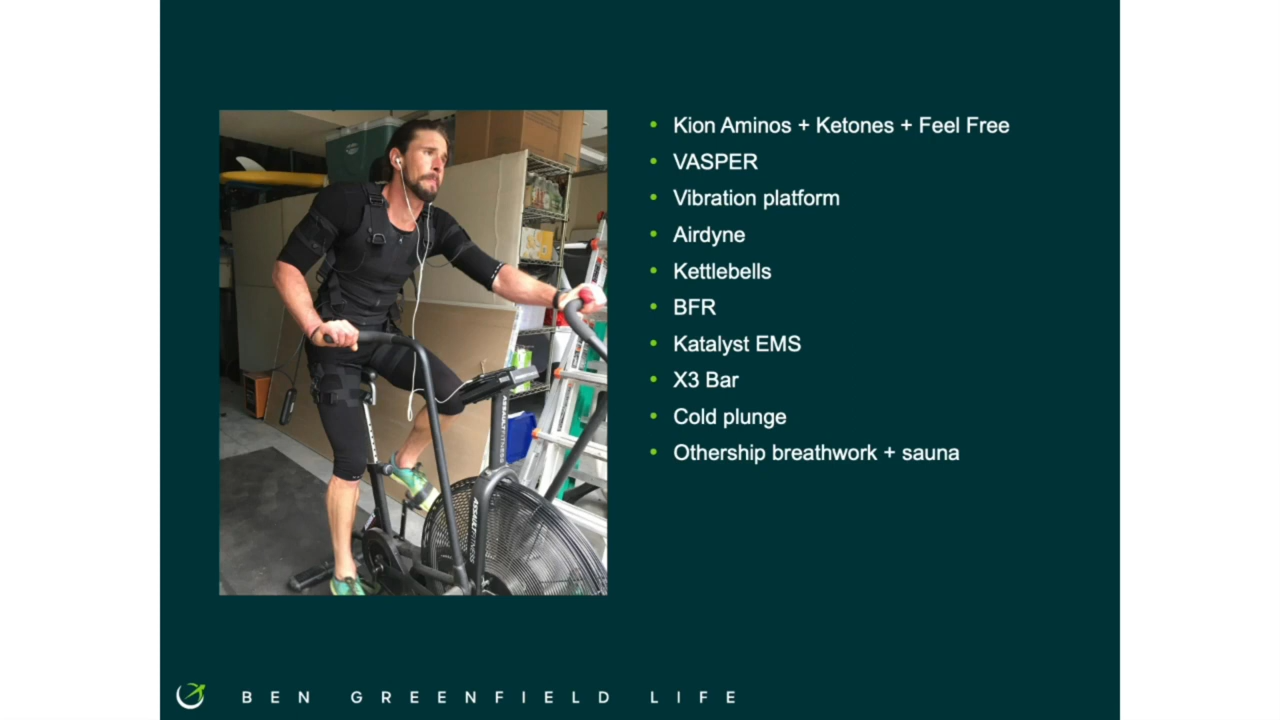 Kion Aminos + Ketones + Feel Free
VASPER
Vibration platform
Airdyne
Kettlebells
BFR
Katalyst EMS
X3 Bar
Cold plunge
Othership breathwork + sauna
BEN GREENFIELD LIFE